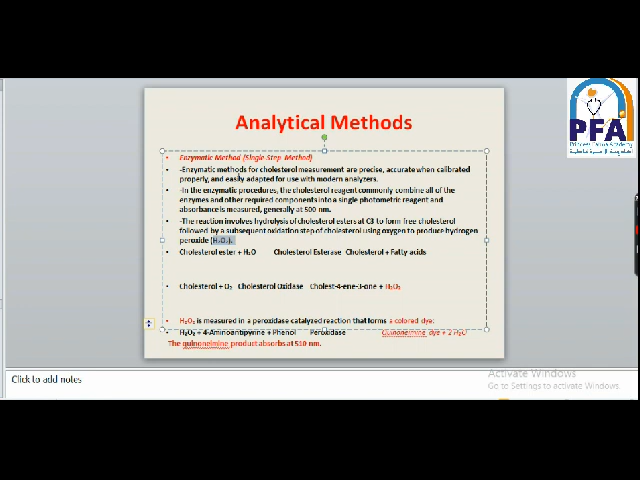 Analytical Methods
PFA
Princess Fatima Academy
• Enzymatic Method (Single Step Method)
• -Enzymatic methods for cholesterol measurement are precise, accurate when calibrated
properly, and easily adapted for use with modern analyzers.
• -In the enzymatic procedures, the cholesterol reagent commonly combine all of the
enzymes and other required components into a single photometric reagent and
absorbance is measured, generally at 500 nm.
• -The reaction involves hydrolysis of cholesterol esters at C3 to form free cholesterol
followed by a subsequent oxidation step of cholesterol using oxygen to produce hydrogen
peroxide (H₂O₂).
• Cholesterol ester + H₂O Cholesterol Esterase Cholesterol + Fatty acids
• Cholesterol + O₂ Cholesterol Oxidase Cholest-4-ene-3-one + H₂O₂
• H₂O₂ is measured in a peroxidase catalyzed reaction that forms a colored dye:
• H₂O₂ + 4-Aminoantipyrine + Phenol Peroxidase Quinoneimine dye + 2 H₂O
The quinoneimine product absorbs at 510 nm.
Click to add notes
Activate Windows
Go to Settings to activate Windows.